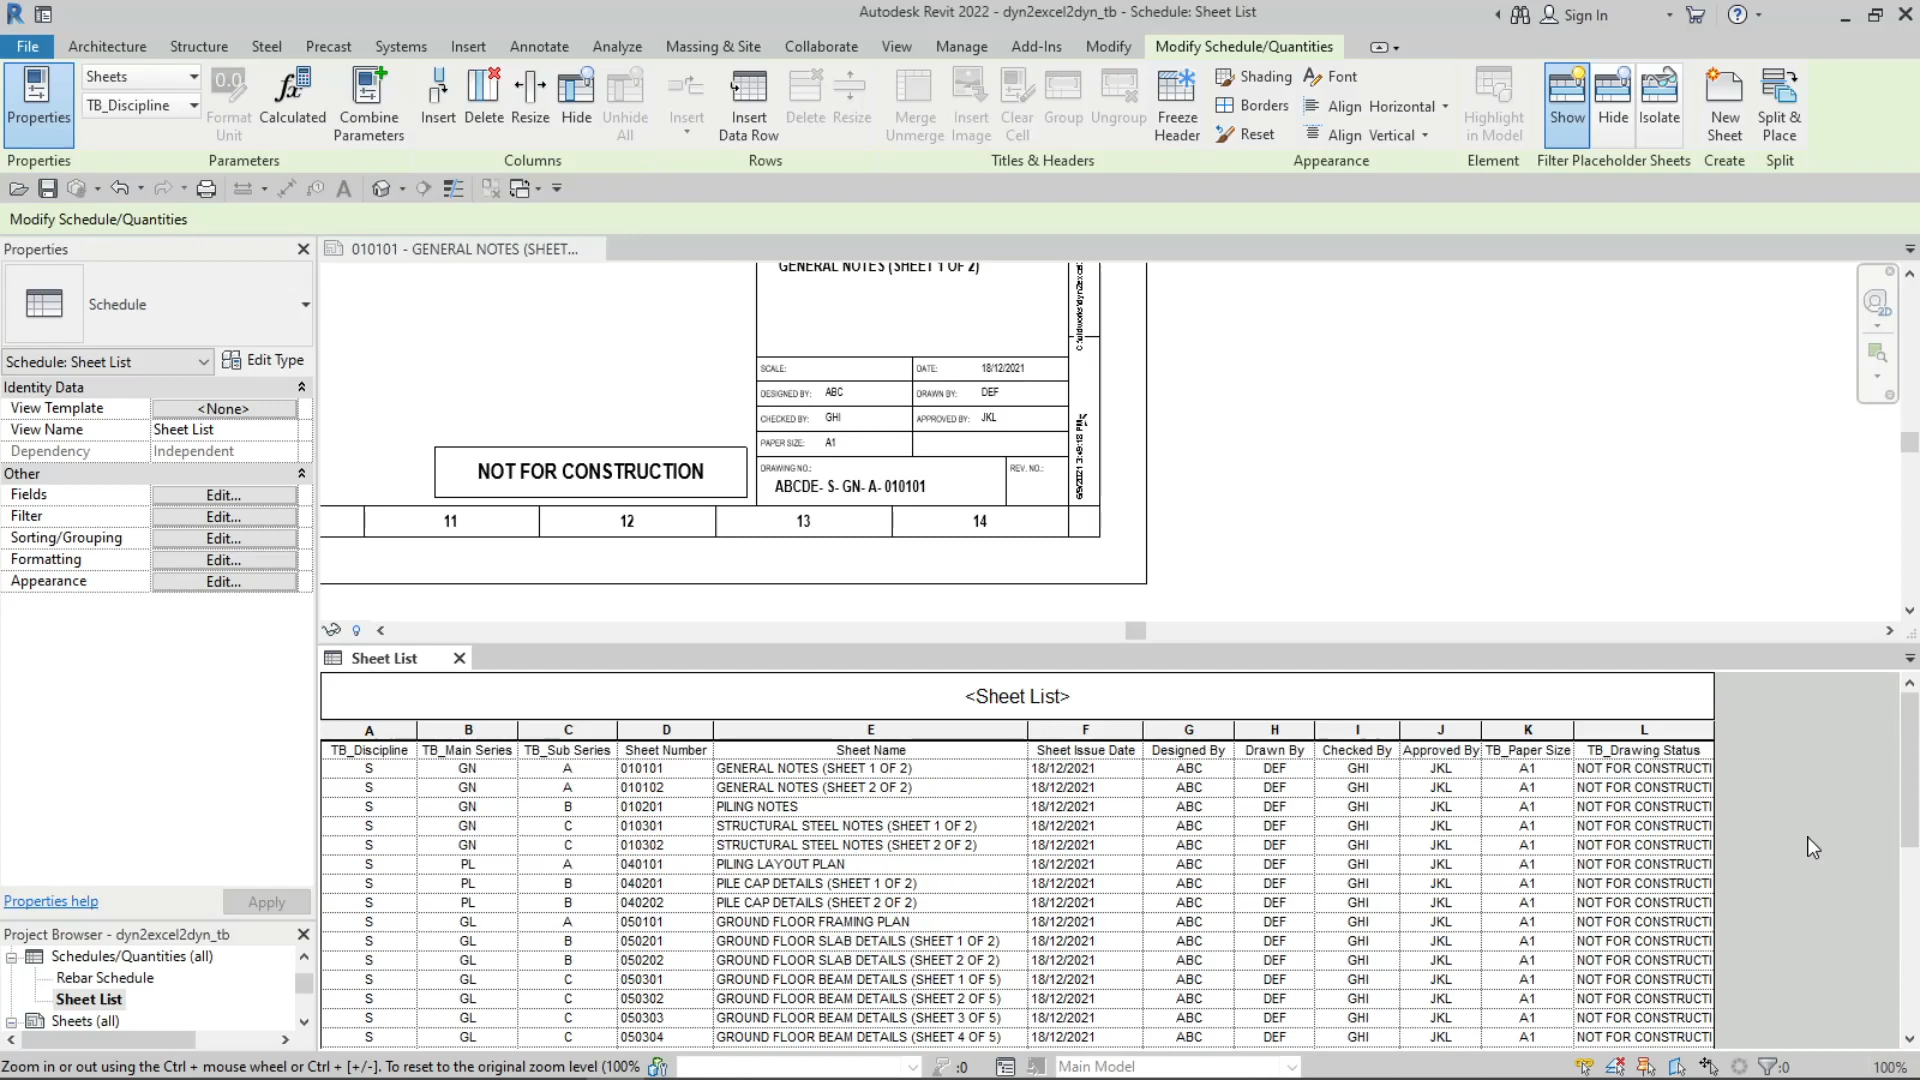 Autodesk Revit 2022 - dyn2excel2dyn_tb - Schedule: Sheet List
Sign In
File Architecture Structure Steel Precast Systems Insert Annotate Analyze Massing & Site Collaborate View Manage Add-Ins Modify Modify Schedule/Quantities
Properties
Sheets
TB_Discipline
Format Unit
Calculated
Combine Parameters
Insert
Delete
Resize
Hide
Unhide All
Insert
Insert Data Row
Delete
Resize
Merge Unmerge
Insert Image
Clear Cell
Group
Ungroup
Freeze Header
Shading
Borders
Reset
Font
Align Horizontal
Align Vertical
Highlight in Model
Show
Hide
Isolate
New Sheet
Split & Place
Properties Parameters Columns Rows Titles & Headers Appearance Element Filter Placeholder Sheets Create Split
Modify Schedule/Quantities
Properties
Schedule
Schedule: Sheet List
Edit Type
Identity Data
View Template <None>
View Name Sheet List
Dependency Independent
Other
Fields Edit...
Filter Edit...
Sorting/Grouping Edit...
Formatting Edit...
Appearance Edit...
Properties help
Apply
Project Browser - dyn2excel2dyn_tb
Schedules/Quantities (all)
Rebar Schedule
Sheet List
Sheets (all)
010101 - GENERAL NOTES (SHEET...
GENERAL NOTES (SHEET 1 OF 2)
SCALE: DATE: 18/12/2021
DESIGNED BY: ABC DRAWN BY: DEF
CHECKED BY: GHI APPROVED BY: JKL
PAPER SIZE: A1
DRAWING NO.: REV. NO.:
ABCDE- S- GN- A- 010101
NOT FOR CONSTRUCTION
11 12 13 14
Sheet List
<Sheet List>
A B C D E F G H I J K L
TB_Discipline TB_Main Series TB_Sub Series Sheet Number Sheet Name Sheet Issue Date Designed By Drawn By Checked By Approved By TB_Paper Size TB_Drawing Status
S GN A 010101 GENERAL NOTES (SHEET 1 OF 2) 18/12/2021 ABC DEF GHI JKL A1 NOT FOR CONSTRUCTI
S GN A 010102 GENERAL NOTES (SHEET 2 OF 2) 18/12/2021 ABC DEF GHI JKL A1 NOT FOR CONSTRUCTI
S GN B 010201 PILING NOTES 18/12/2021 ABC DEF GHI JKL A1 NOT FOR CONSTRUCTI
S GN C 010301 STRUCTURAL STEEL NOTES (SHEET 1 OF 2) 18/12/2021 ABC DEF GHI JKL A1 NOT FOR CONSTRUCTI
S GN C 010302 STRUCTURAL STEEL NOTES (SHEET 2 OF 2) 18/12/2021 ABC DEF GHI JKL A1 NOT FOR CONSTRUCTI
S PL A 040101 PILING LAYOUT PLAN 18/12/2021 ABC DEF GHI JKL A1 NOT FOR CONSTRUCTI
S PL B 040201 PILE CAP DETAILS (SHEET 1 OF 2) 18/12/2021 ABC DEF GHI JKL A1 NOT FOR CONSTRUCTI
S PL B 040202 PILE CAP DETAILS (SHEET 2 OF 2) 18/12/2021 ABC DEF GHI JKL A1 NOT FOR CONSTRUCTI
S GL A 050101 GROUND FLOOR FRAMING PLAN 18/12/2021 ABC DEF GHI JKL A1 NOT FOR CONSTRUCTI
S GL B 050201 GROUND FLOOR SLAB DETAILS (SHEET 1 OF 2) 18/12/2021 ABC DEF GHI JKL A1 NOT FOR CONSTRUCTI
S GL B 050202 GROUND FLOOR SLAB DETAILS (SHEET 2 OF 2) 18/12/2021 ABC DEF GHI JKL A1 NOT FOR CONSTRUCTI
S GL C 050301 GROUND FLOOR BEAM DETAILS (SHEET 1 OF 5) 18/12/2021 ABC DEF GHI JKL A1 NOT FOR CONSTRUCTI
S GL C 050302 GROUND FLOOR BEAM DETAILS (SHEET 2 OF 5) 18/12/2021 ABC DEF GHI JKL A1 NOT FOR CONSTRUCTI
S GL C 050303 GROUND FLOOR BEAM DETAILS (SHEET 3 OF 5) 18/12/2021 ABC DEF GHI JKL A1 NOT FOR CONSTRUCTI
S GL C 050304 GROUND FLOOR BEAM DETAILS (SHEET 4 OF 5) 18/12/2021 ABC DEF GHI JKL A1 NOT FOR CONSTRUCTI
Zoom in or out using the Ctrl + mouse wheel or Ctrl + [+/-]. To reset to the original zoom level (100%
:0
Main Model
:0
100%